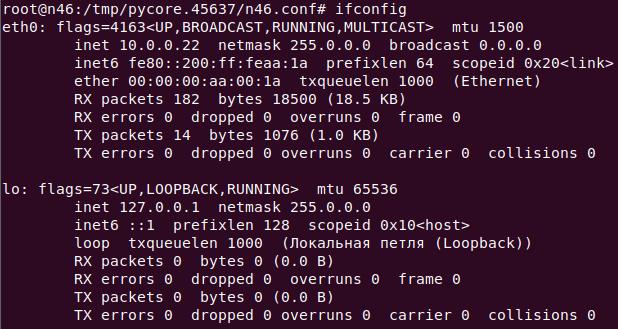 root@n46:/tmp/pycore.45637/n46.conf# ifconfig
eth0: flags=4163<UP,BROADCAST,RUNNING,MULTICAST>  mtu 1500
        inet 10.0.0.22  netmask 255.0.0.0  broadcast 0.0.0.0
        inet6 fe80::200:ff:feaa:1a  prefixlen 64  scopeid 0x20<link>
        ether 00:00:00:aa:00:1a  txqueuelen 1000  (Ethernet)
        RX packets 182  bytes 18500 (18.5 KB)
        RX errors 0  dropped 0  overruns 0  frame 0
        TX packets 14  bytes 1076 (1.0 KB)
        TX errors 0  dropped 0 overruns 0  carrier 0  collisions 0

lo: flags=73<UP,LOOPBACK,RUNNING>  mtu 65536
        inet 127.0.0.1  netmask 255.0.0.0
        inet6 ::1  prefixlen 128  scopeid 0x10<host>
        loop  txqueuelen 1000  (Локальная петля (Loopback))
        RX packets 0  bytes 0 (0.0 B)
        RX errors 0  dropped 0  overruns 0  frame 0
        TX packets 0  bytes 0 (0.0 B)
        TX errors 0  dropped 0 overruns 0  carrier 0  collisions 0